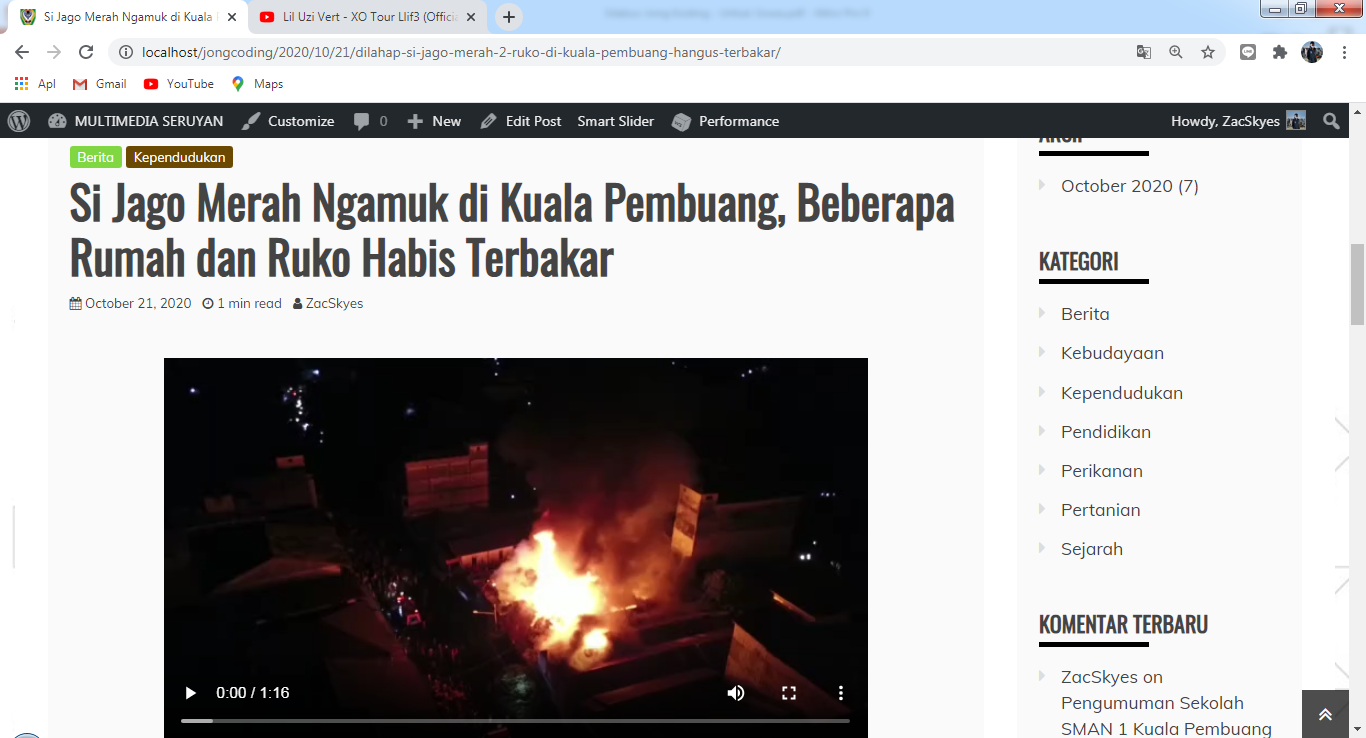 Si Jago Merah Ngamuk di Kuala
Lil Uzi Vert - XO Tour Llif3 (Offici
localhost/jongcoding/2020/10/21/dilahap-si-jago-merah-2-ruko-di-kuala-pembuang-hangus-terbakar/
Apl Gmail YouTube Maps
MULTIMEDIA SERUYAN Customize 0 New Edit Post Smart Slider Performance Howdy, ZacSkyes
Berita Kependudukan
Si Jago Merah Ngamuk di Kuala Pembuang, Beberapa
Rumah dan Ruko Habis Terbakar
October 21, 2020 1 min read ZacSkyes
0:00 / 1:16
October 2020 (7)
KATEGORI
Berita
Kebudayaan
Kependudukan
Pendidikan
Perikanan
Pertanian
Sejarah
KOMENTAR TERBARU
ZacSkyes on
Pengumuman Sekolah
SMAN 1 Kuala Pembuang